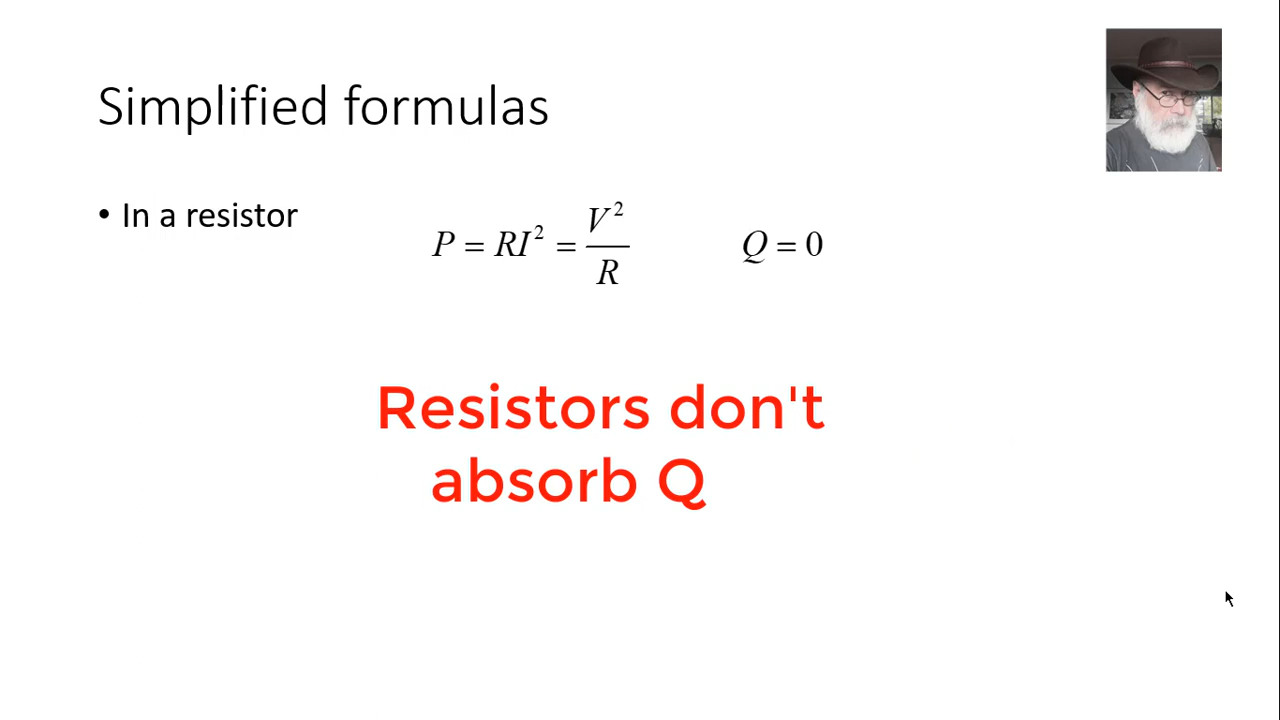 Simplified formulas
• In a resistor
P = RI² = V²/R    Q = 0
Resistors don't
absorb Q